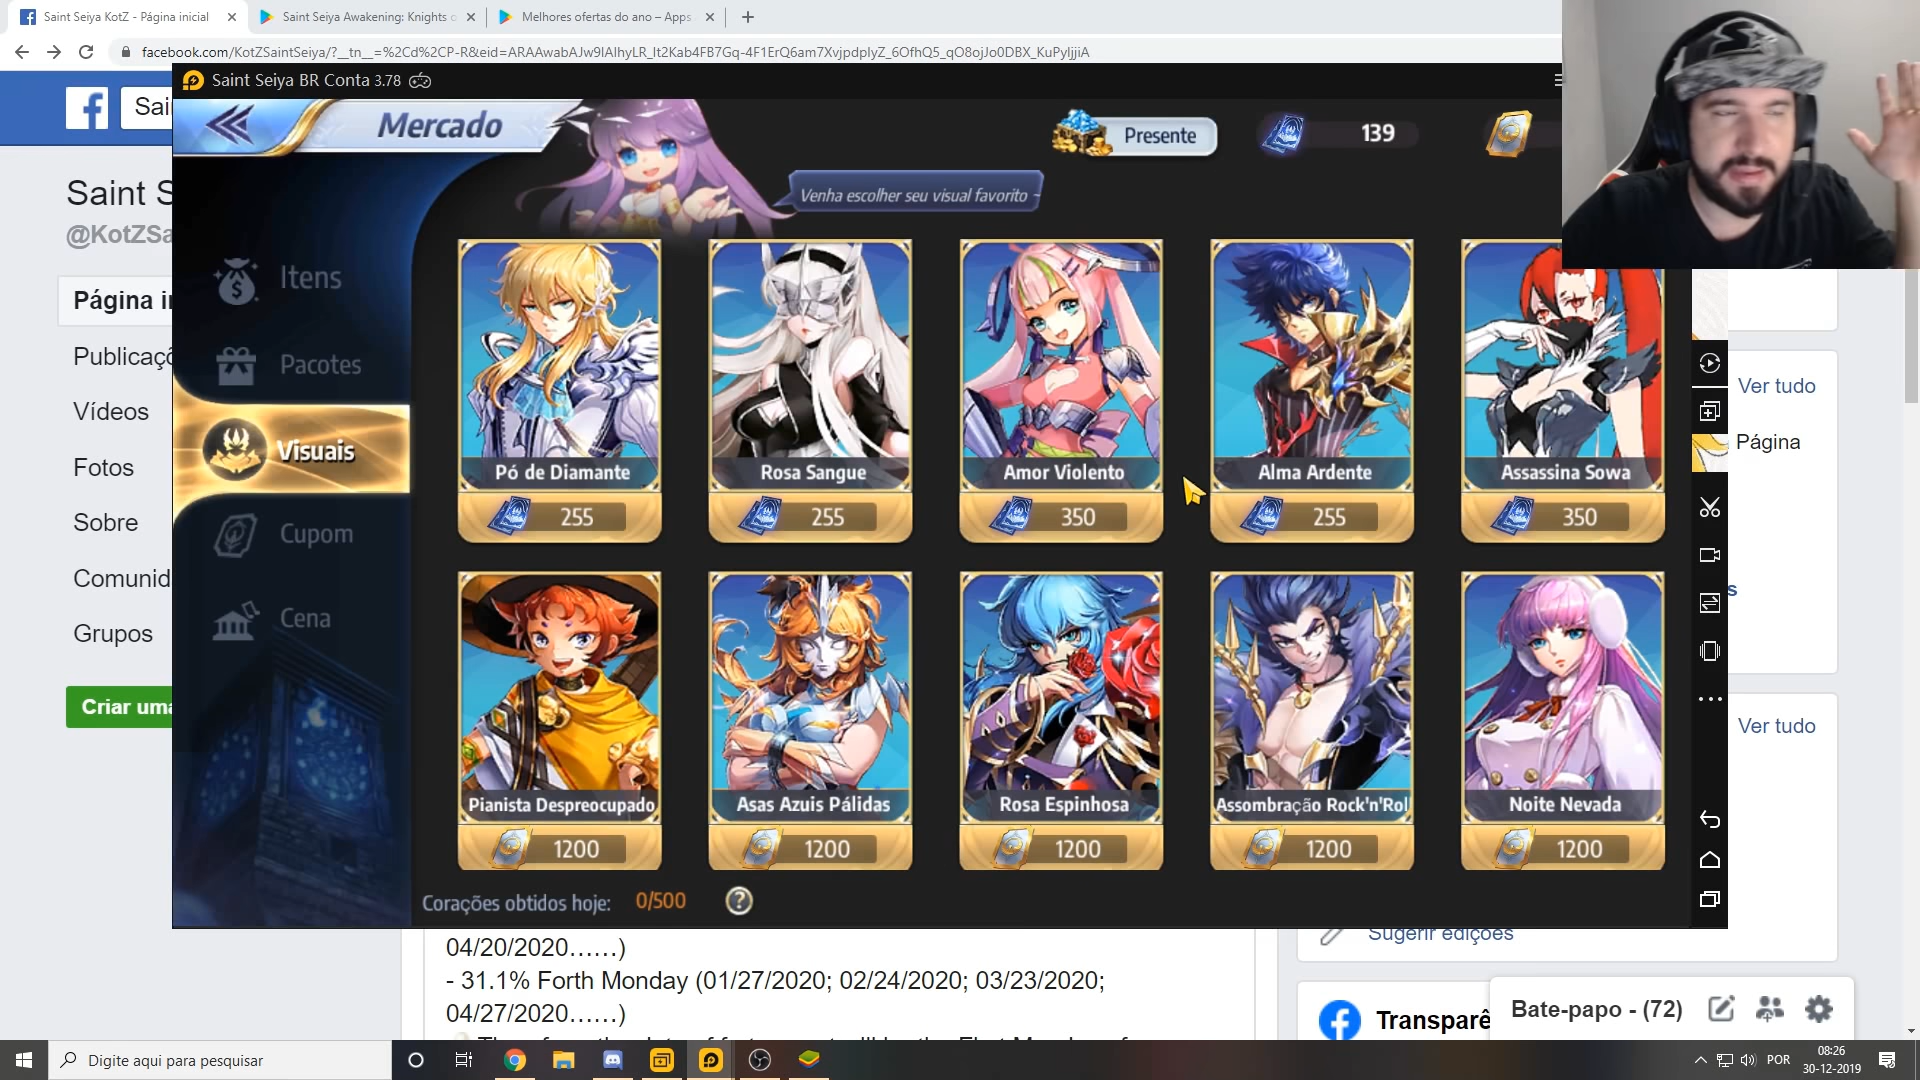 Saint Seiya KotZ - Página inicial
Saint Seiya Awakening: Knights o
Melhores ofertas do ano – Apps
facebook.com/KotZSaintSeiya/?__tn__=%2Cd%2CP-R&eid=
Saint Seiya BR Conta 3.78
Sai
Mercado
Presente
139
Venha escolher seu visual favorito ~
Saint S
@KotZSa
Página i
Publicaç
Vídeos
Fotos
Sobre
Comunid
Grupos
Criar uma
Itens
Pacotes
Visuais
Cupom
Cena
Pó de Diamante
Rosa Sangue
Amor Violento
Alma Ardente
Assassina Sowa
255
255
350
255
350
Pianista Despreocupado
Asas Azuis Pálidas
Rosa Espinhosa
Assombração Rock'n'Rol
Noite Nevada
1200
1200
1200
1200
1200
Corações obtidos hoje: 0/500
?
Ver tudo
Página
s
Ver tudo
Sugerir edições
04/20/2020......)
- 31.1% Forth Monday (01/27/2020; 02/24/2020; 03/23/2020;
04/27/2020......)
Transparê
Bate-papo - (72)
Digite aqui para pesquisar
POR
08:26
30-12-2019